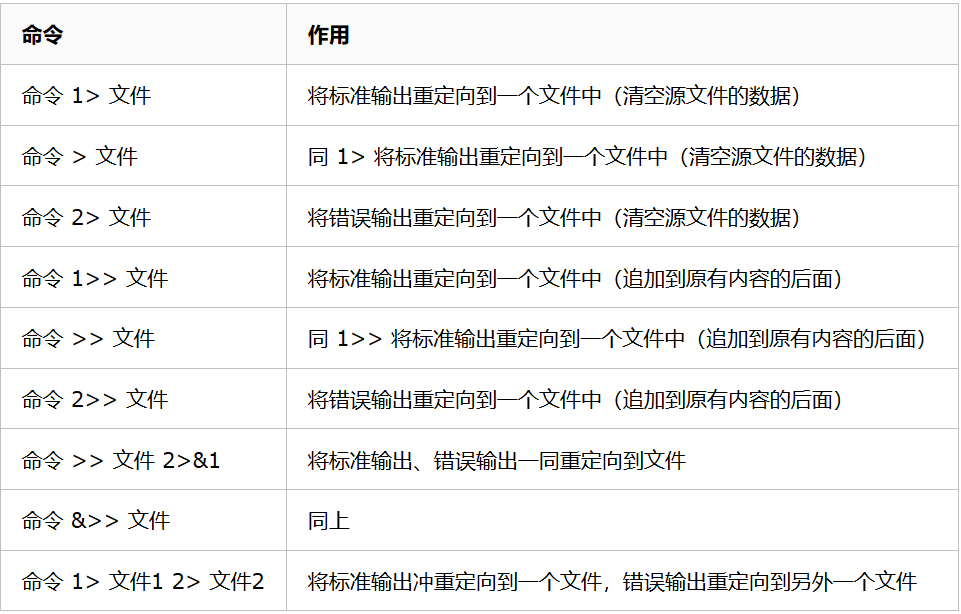 命令 作用
命令 1> 文件 将标准输出重定向到一个文件中（清空源文件的数据）
命令 > 文件 同 1> 将标准输出重定向到一个文件中（清空源文件的数据）
命令 2> 文件 将错误输出重定向到一个文件中（清空源文件的数据）
命令 1>> 文件 将标准输出重定向到一个文件中（追加到原有内容的后面）
命令 >> 文件 同 1>> 将标准输出重定向到一个文件中（追加到原有内容的后面）
命令 2>> 文件 将错误输出重定向到一个文件中（追加到原有内容的后面）
命令 >> 文件 2>&1 将标准输出、错误输出一同重定向到文件
命令 &>> 文件 同上
命令 1> 文件1 2> 文件2 将标准输出冲重定向到一个文件，错误输出重定向到另外一个文件